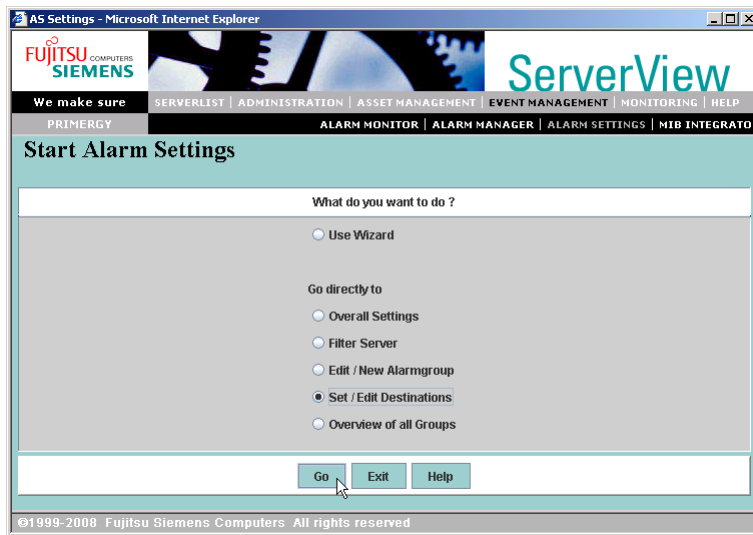 AS Settings - Microsoft Internet Explorer
FUJITSU COMPUTERS
SIEMENS
ServerView
We make sure
SERVERLIST | ADMINISTRATION | ASSET MANAGEMENT | EVENT MANAGEMENT | MONITORING | HELP
PRIMERGY
ALARM MONITOR | ALARM MANAGER | ALARM SETTINGS | MIB INTEGRATO
Start Alarm Settings
What do you want to do ?
Use Wizard
Go directly to
Overall Settings
Filter Server
Edit / New Alarmgroup
Set / Edit Destinations
Overview of all Groups
Go Exit Help
©1999-2008 Fujitsu Siemens Computers All rights reserved